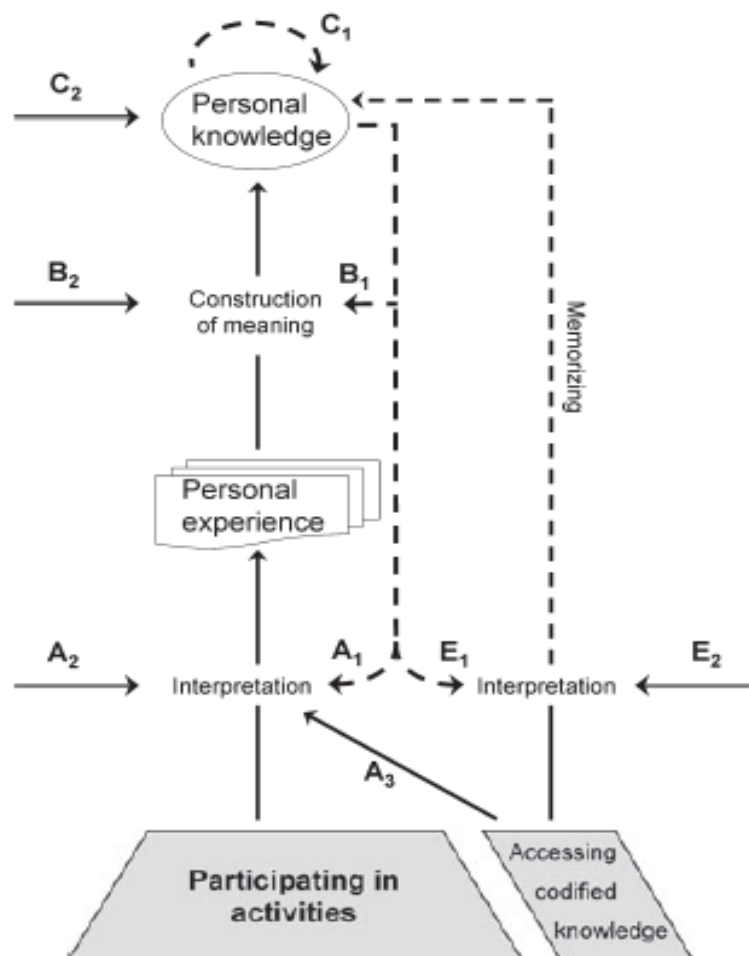 C₁
C₂
Personal
knowledge
B₂
B₁
Construction
of meaning
Memorizing
Personal
experience
A₂
A₁
E₁
E₂
Interpretation
Interpretation
A₃
Participating in
activities
Accessing
codified
knowledge